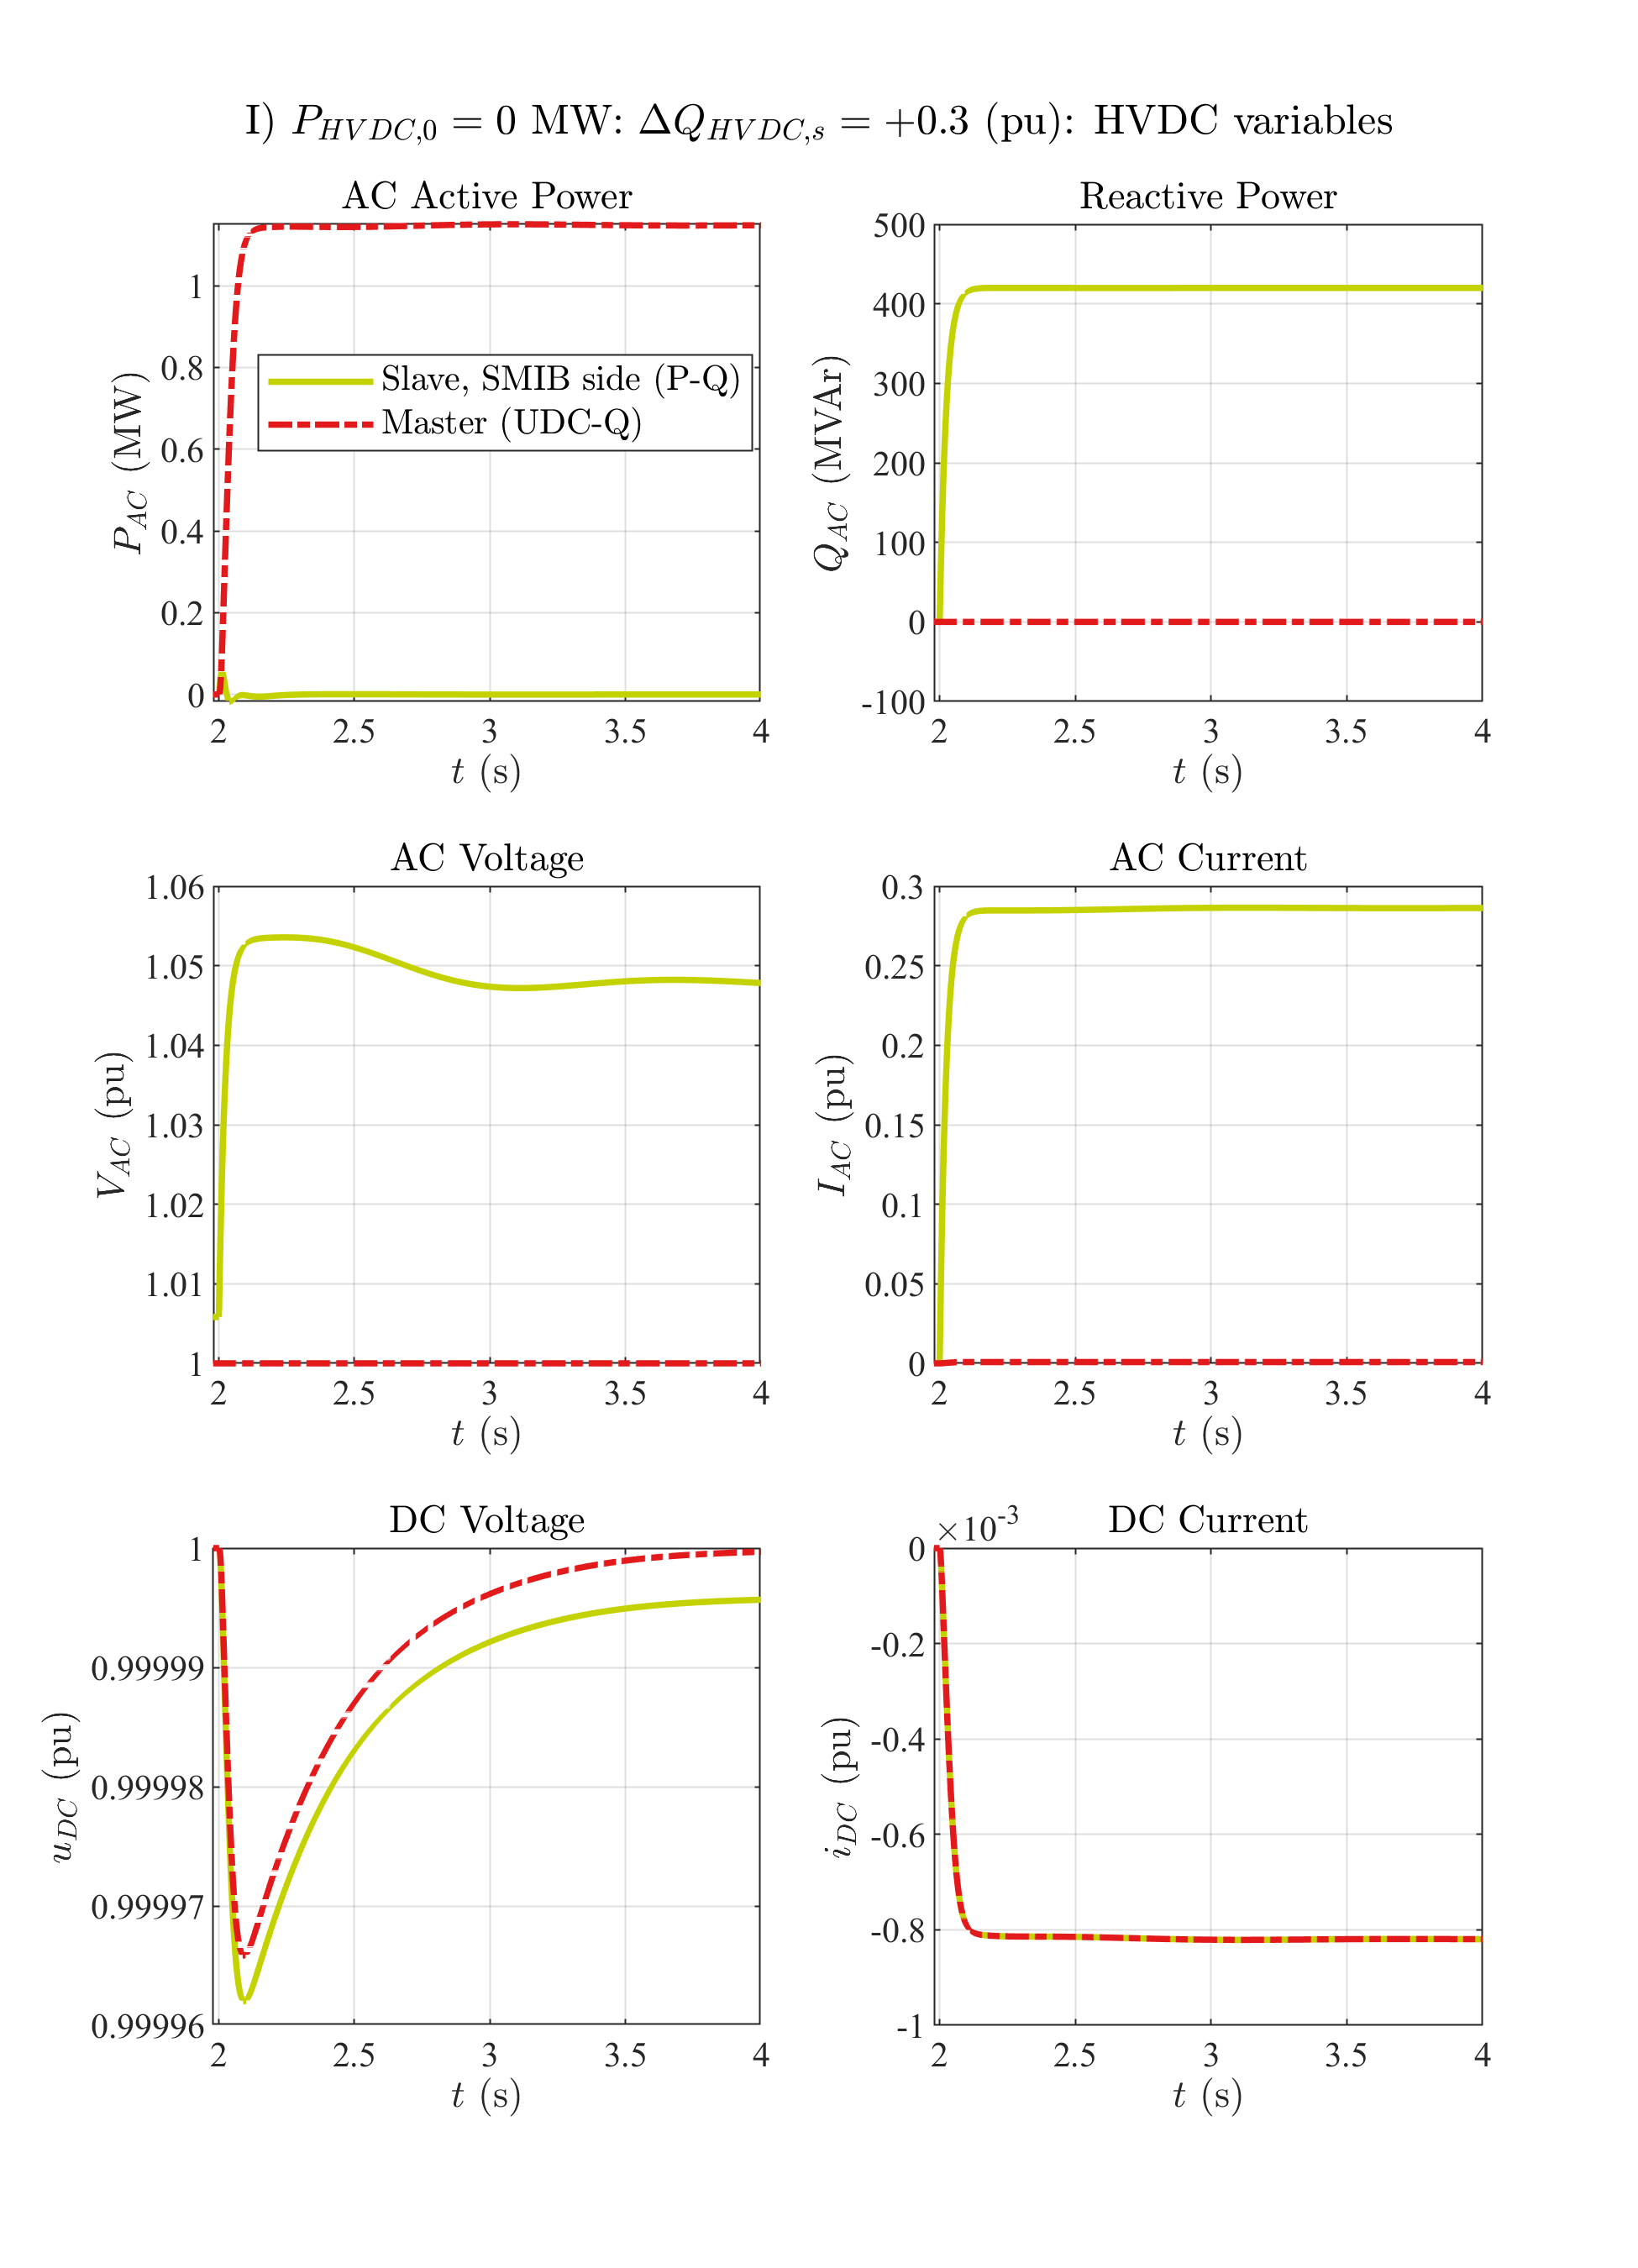 I) P_{HVDC,0} = 0 MW: ΔQ_{HVDC,s} = +0.3 (pu): HVDC variables
AC Active Power
P_{AC} (MW)
1
0.8
0.6
0.4
0.2
0
Slave, SMIB side (P-Q)
Master (UDC-Q)
2 2.5 3 3.5 4
t (s)
Reactive Power
Q_{AC} (MVAr)
500
400
300
200
100
0
-100
2 2.5 3 3.5 4
t (s)
AC Voltage
V_{AC} (pu)
1.06
1.05
1.04
1.03
1.02
1.01
1
2 2.5 3 3.5 4
t (s)
AC Current
I_{AC} (pu)
0.3
0.25
0.2
0.15
0.1
0.05
0
2 2.5 3 3.5 4
t (s)
DC Voltage
u_{DC} (pu)
1
0.99999
0.99998
0.99997
0.99996
2 2.5 3 3.5 4
t (s)
DC Current
×10^{-3}
i_{DC} (pu)
0
-0.2
-0.4
-0.6
-0.8
-1
2 2.5 3 3.5 4
t (s)